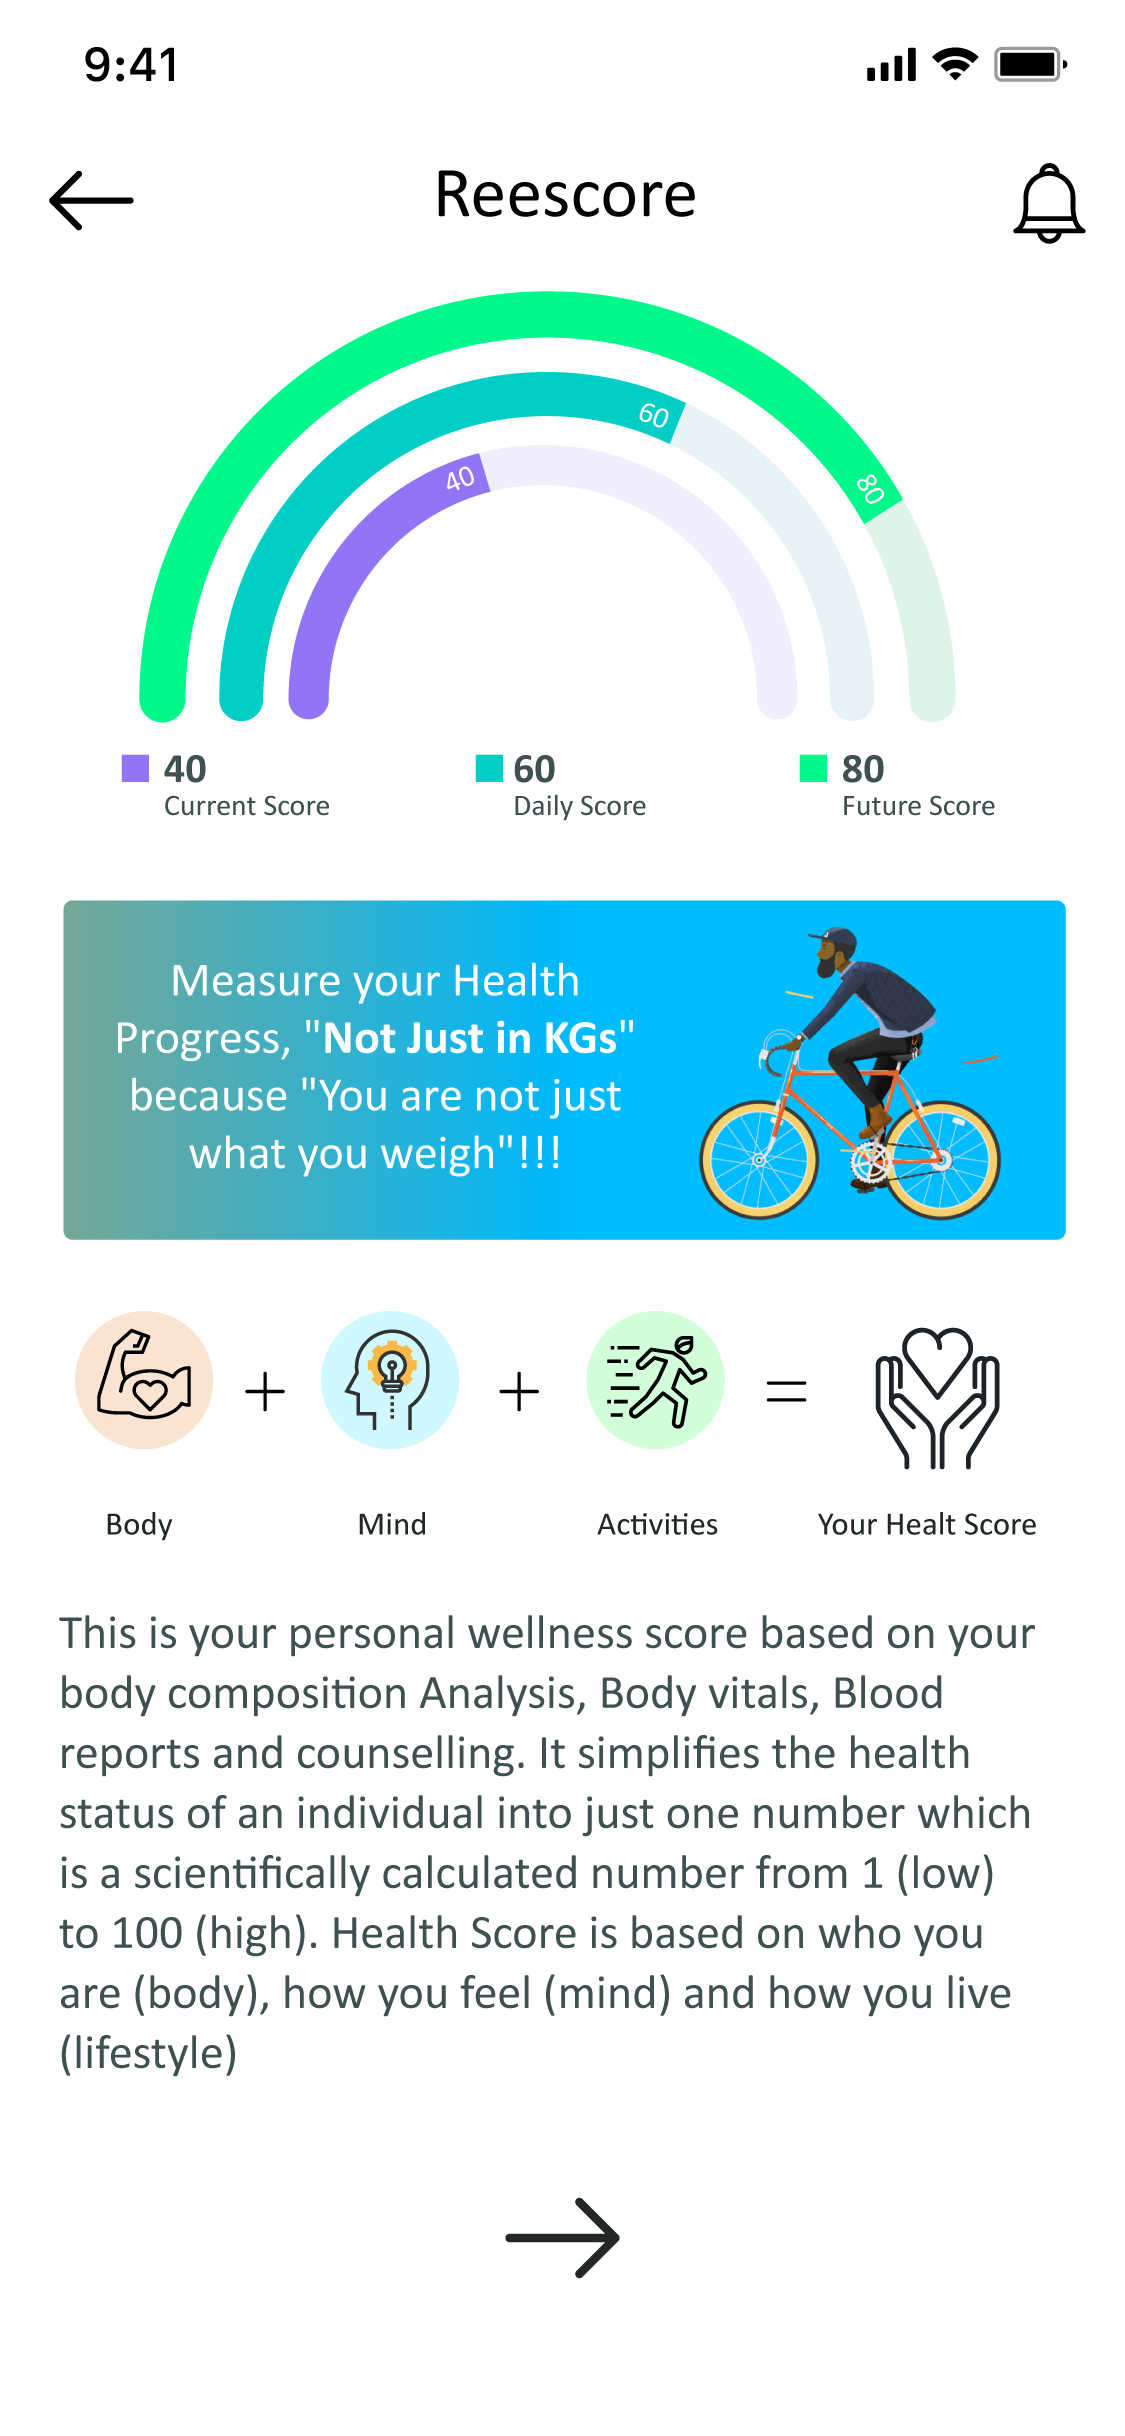 9:41
Reescore
60
40
80
40
Current Score
60
Daily Score
80
Future Score
Measure your Health
Progress, "Not Just in KGs"
because "You are not just
what you weigh"!!!
+
+
=
Body
Mind
Activities
Your Healt Score
This is your personal wellness score based on your
body composition Analysis, Body vitals, Blood
reports and counselling. It simplifies the health
status of an individual into just one number which
is a scientifically calculated number from 1 (low)
to 100 (high). Health Score is based on who you
are (body), how you feel (mind) and how you live
(lifestyle)